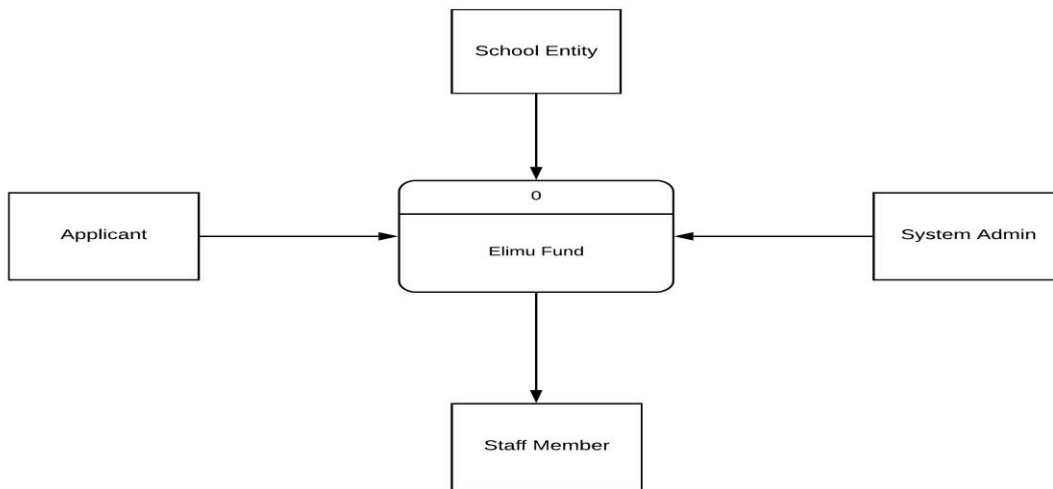 School Entity
0
Applicant
Elimu Fund
System Admin
Staff Member